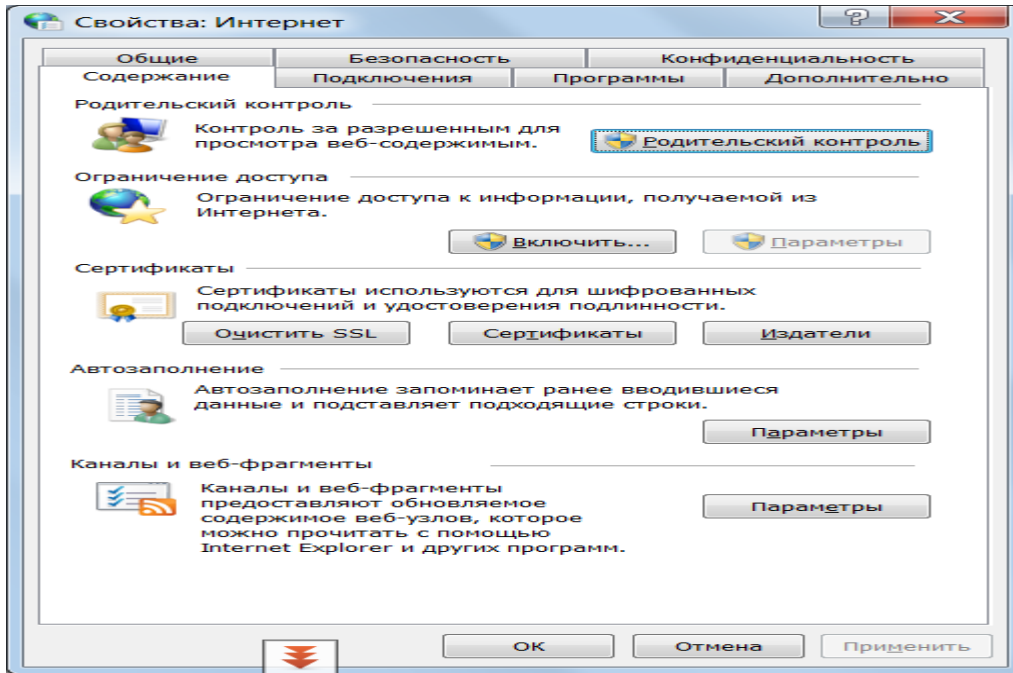 Свойства: Интернет
Общие
Безопасность
Конфиденциальность
Содержание
Подключения
Программы
Дополнительно
Родительский контроль
Контроль за разрешенным для
просмотра веб-содержимым.
Родительский контроль
Ограничение доступа
Ограничение доступа к информации, получаемой из
Интернета.
Включить...
Параметры
Сертификаты
Сертификаты используются для шифрованных
подключений и удостоверения подлинности.
Очистить SSL
Сертификаты
Издатели
Автозаполнение
Автозаполнение запоминает ранее вводившиеся
данные и подставляет подходящие строки.
Параметры
Каналы и веб-фрагменты
Каналы и веб-фрагменты
предоставляют обновляемое
содержимое веб-узлов, которое
можно прочитать с помощью
Internet Explorer и других программ.
Параметры
ОК
Отмена
Применить